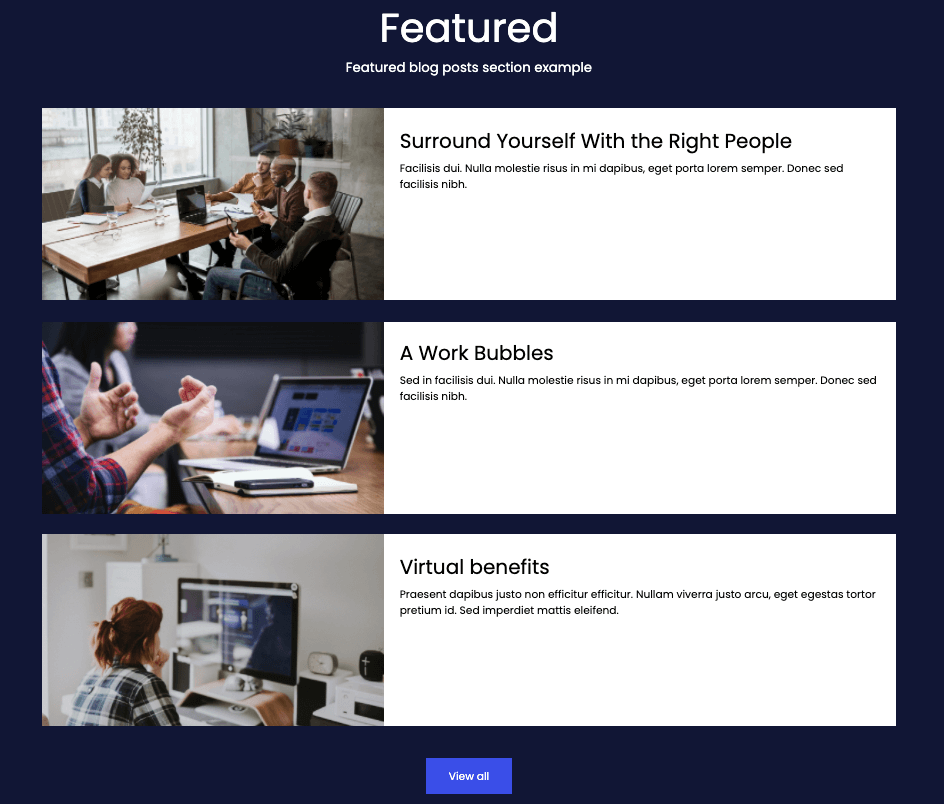 Featured
Featured blog posts section example
Surround Yourself With the Right People
Facilisis dui. Nulla molestie risus in mi dapibus, eget porta lorem semper. Donec sed
facilisis nibh.
A Work Bubbles
Sed in facilisis dui. Nulla molestie risus in mi dapibus, eget porta lorem semper. Donec sed
facilisis nibh.
Virtual benefits
Praesent dapibus justo non efficitur efficitur. Nullam viverra justo arcu, eget egestas tortor
pretium id. Sed imperdiet mattis eleifend.
View all